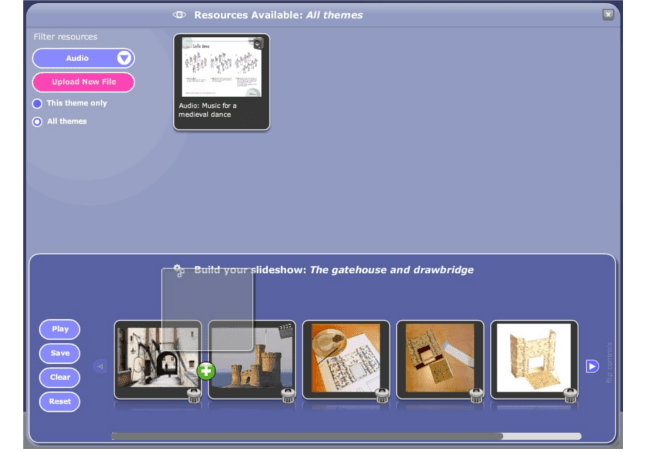 Resources Available: All themes
Filter resources
Audio
Upload New File
This theme only
All themes
Audio: Music for a
medieval dance
Build your slideshow: The gatehouse and drawbridge
Play
Save
Clear
Reset